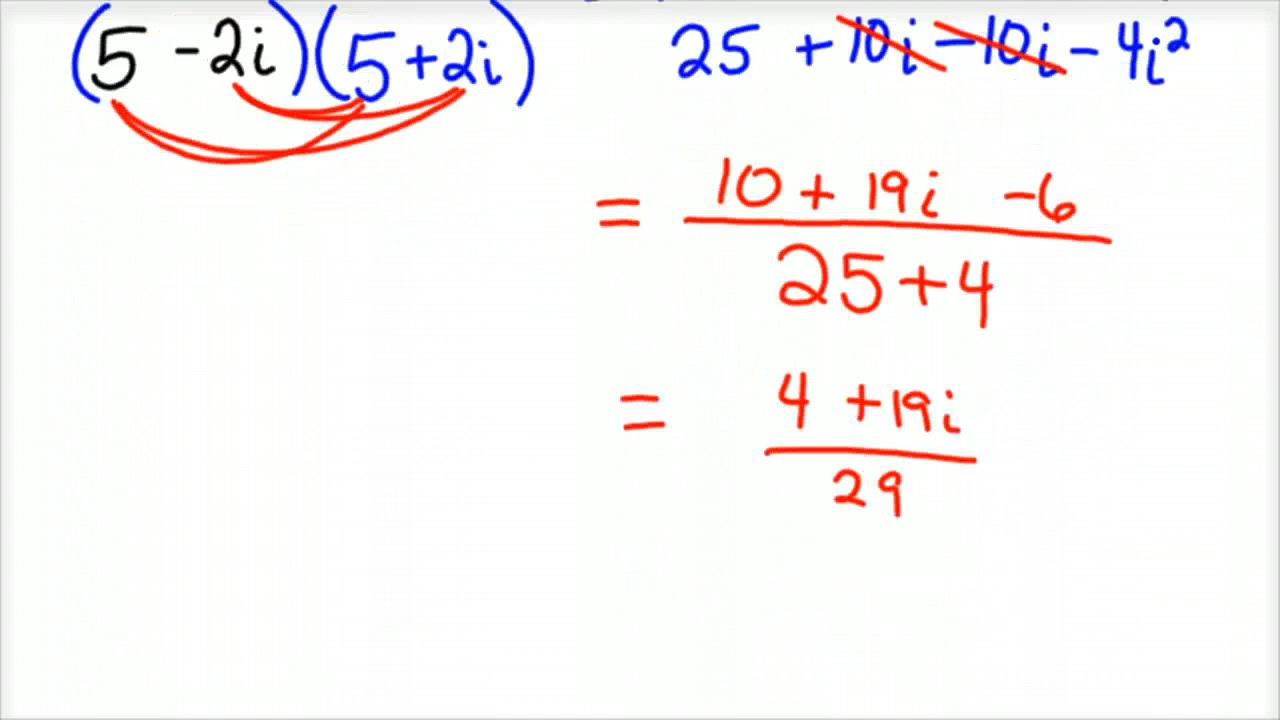 (5 -2i)(5+2i) 25 +10i -10i - 4i²
= 10 + 19i -6
25+4
= 4 +19i
29